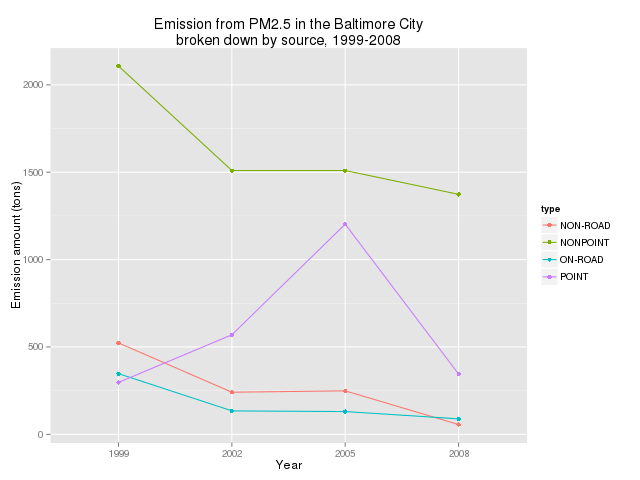 Emission from PM2.5 in the Baltimore City
broken down by source, 1999-2008
Emission amount (tons)
2000
1500
1000
500
0
1999 2002 2005 2008
Year
type
NON-ROAD
NONPOINT
ON-ROAD
POINT